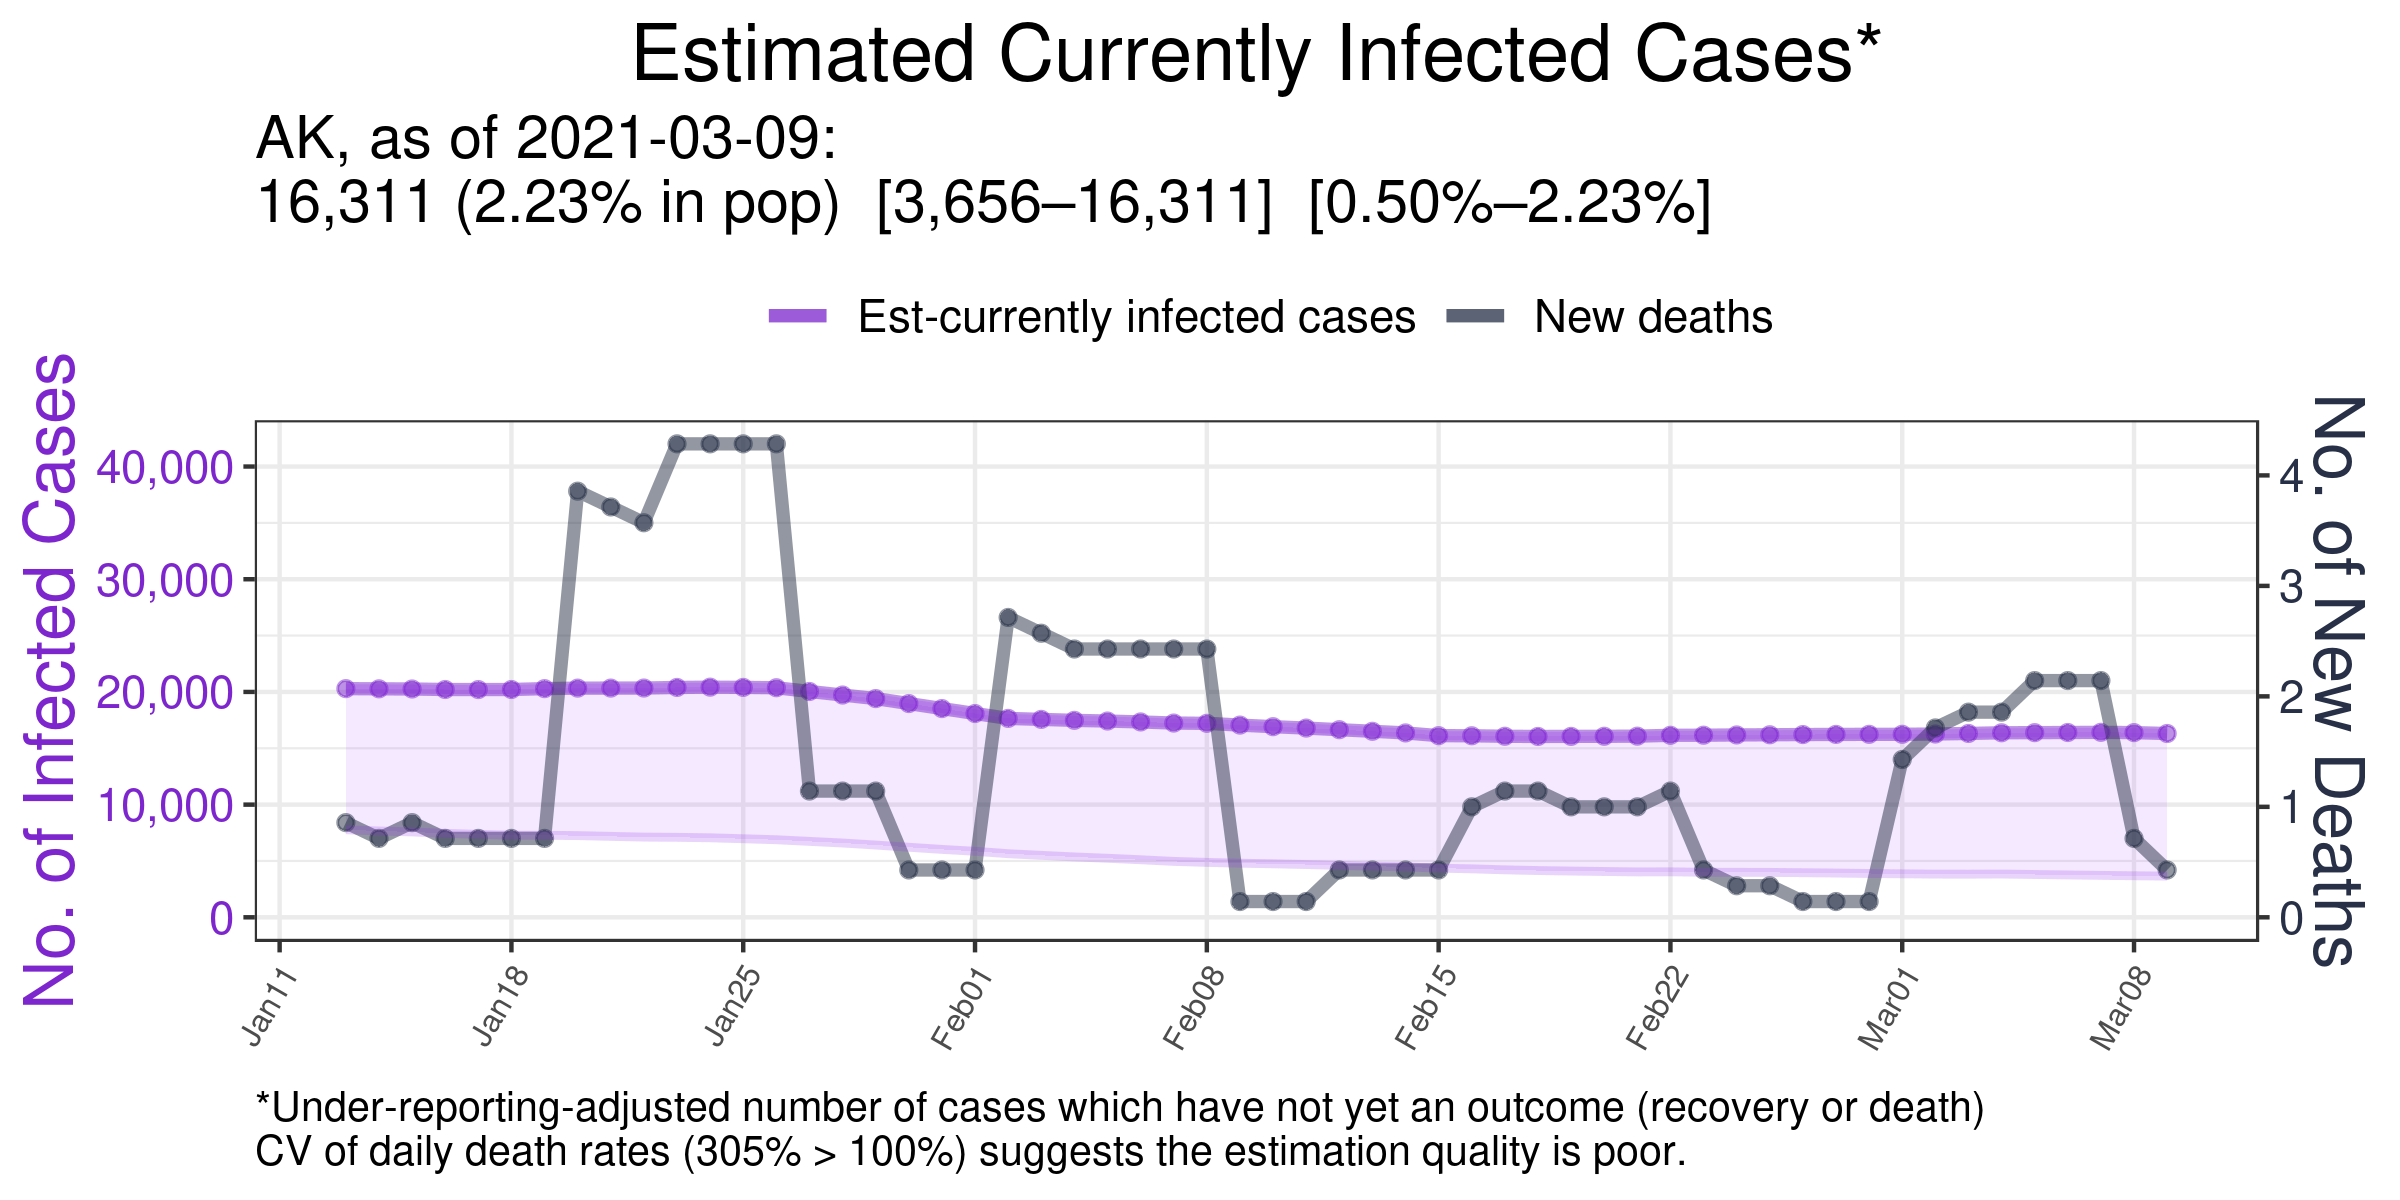 Estimated Currently Infected Cases*
AK, as of 2021-03-09:
16,311 (2.23% in pop)  [3,656–16,311]  [0.50%–2.23%]
Est-currently infected cases
New deaths
No. of Infected Cases
40,000
30,000
20,000
10,000
0
No. of New Deaths
4
3
2
1
0
Jan11
Jan18
Jan25
Feb01
Feb08
Feb15
Feb22
Mar01
Mar08
*Under-reporting-adjusted number of cases which have not yet an outcome (recovery or death)
CV of daily death rates (305% > 100%) suggests the estimation quality is poor.